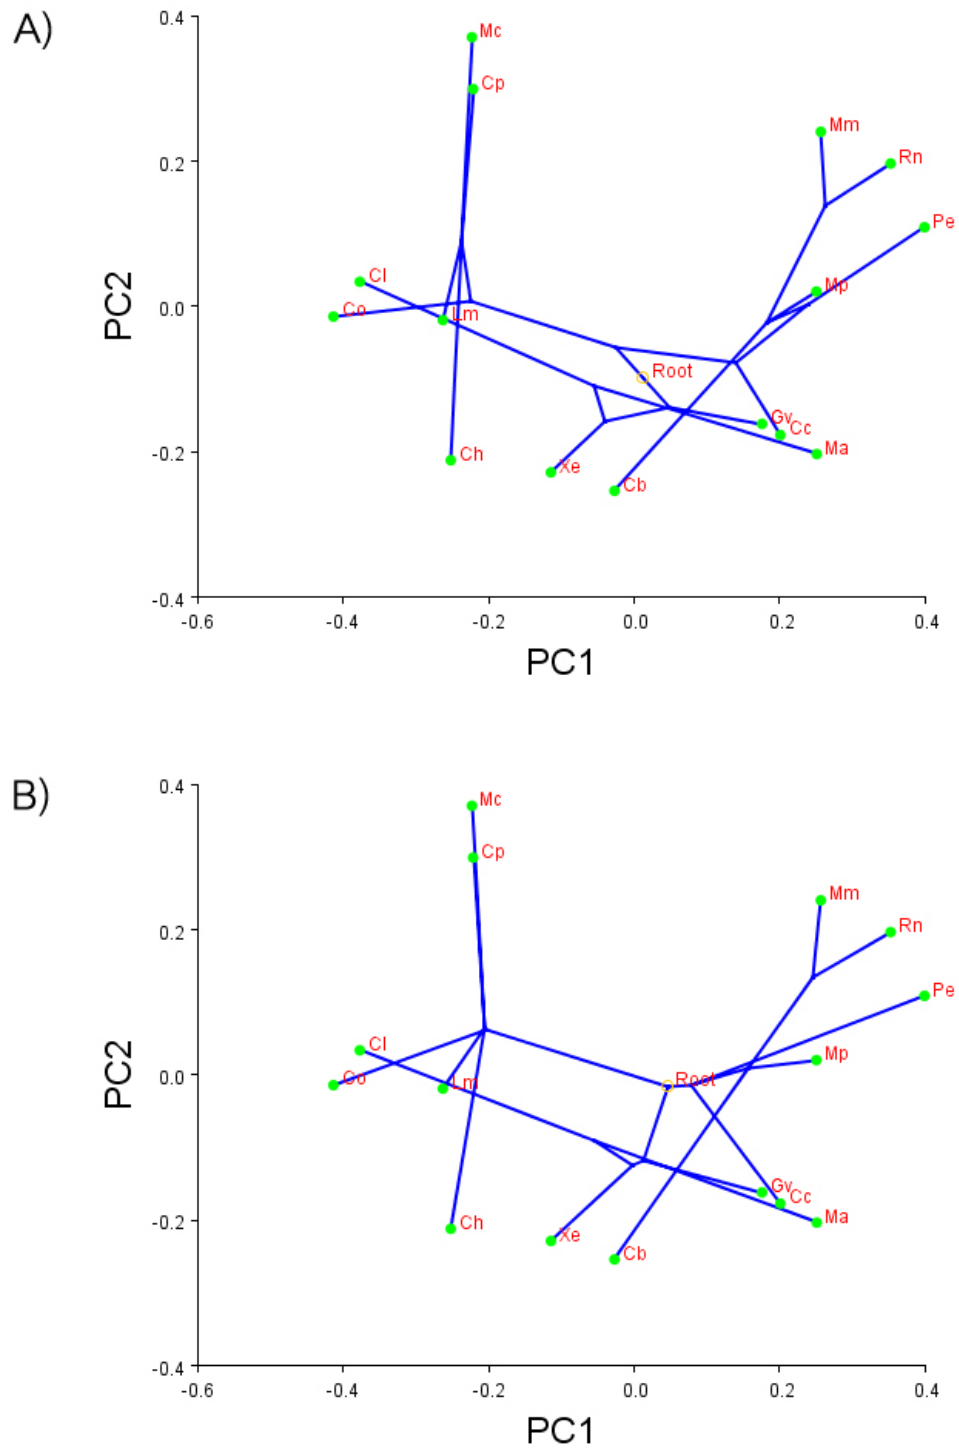 A)
0.4
Mc
Cp
Mm
Rn
0.2
Pe
Cl
Mp
PC2
0.0
Co
Lm
Root
Gv
Cc
Ma
-0.2
Ch
Xe
Cb
-0.4
-0.6 -0.4 -0.2 0.0 0.2 0.4
PC1
B)
0.4
Mc
Cp
Mm
Rn
0.2
Pe
Cl
Mp
PC2
0.0
Co
Lm
Root
Gv
Cc
Ma
-0.2
Ch
Xe
Cb
-0.4
-0.6 -0.4 -0.2 0.0 0.2 0.4
PC1